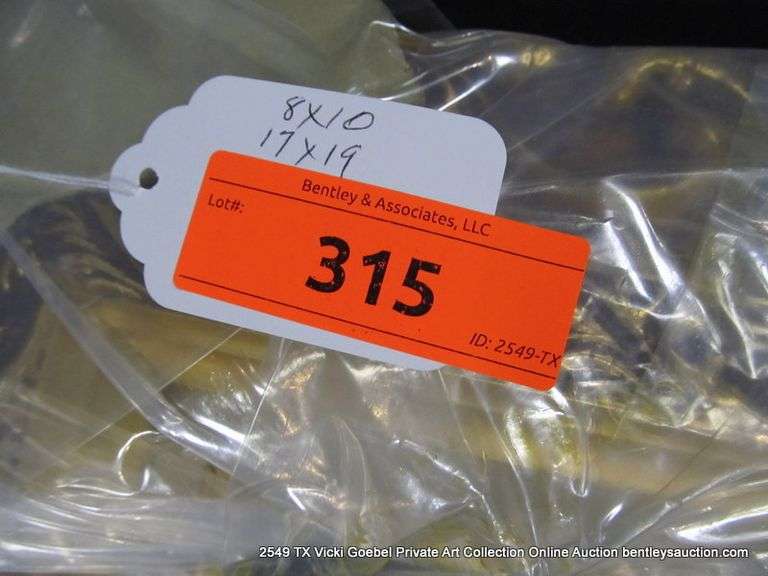 8X10
17X19
Bentley & Associates, LLC
Lot#:
315
ID: 2549-TX
2549 TX Vicki Goebel Private Art Collection Online Auction bentleysauction.com